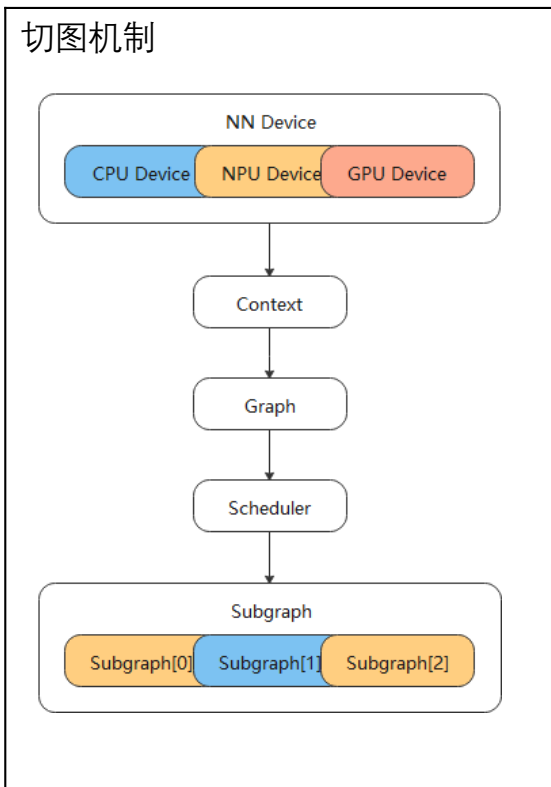 切图机制
NN Device
CPU Device NPU Device GPU Device
Context
Graph
Scheduler
Subgraph
Subgraph[0] Subgraph[1] Subgraph[2]